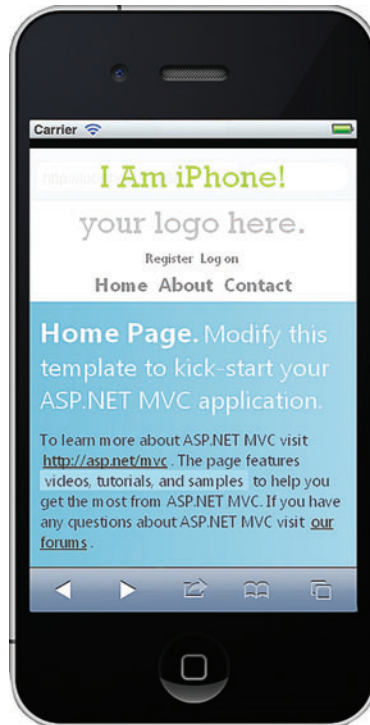 Carrier
I Am iPhone!
your logo here.
Register Log on
Home About Contact
Home Page. Modify this
template to kick-start your
ASP.NET MVC application.
To learn more about ASP.NET MVC visit
http://asp.net/mvc . The page features
videos, tutorials, and samples to help you
get the most from ASP.NET MVC. If you have
any questions about ASP.NET MVC visit our
forums .